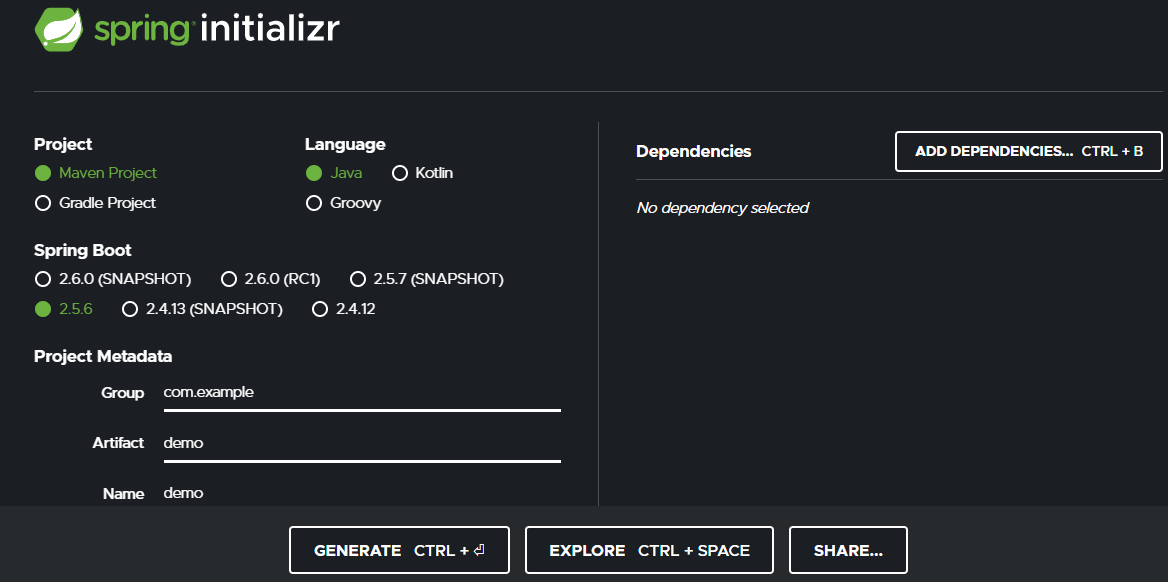 spring initializr
Project
Maven Project
Gradle Project
Language
Java Kotlin
Groovy
Spring Boot
2.6.0 (SNAPSHOT) 2.6.0 (RC1) 2.5.7 (SNAPSHOT)
2.5.6 2.4.13 (SNAPSHOT) 2.4.12
Project Metadata
Group com.example
Artifact demo
Name demo
Dependencies
ADD DEPENDENCIES... CTRL + B
No dependency selected
GENERATE CTRL + ⏎
EXPLORE CTRL + SPACE
SHARE...